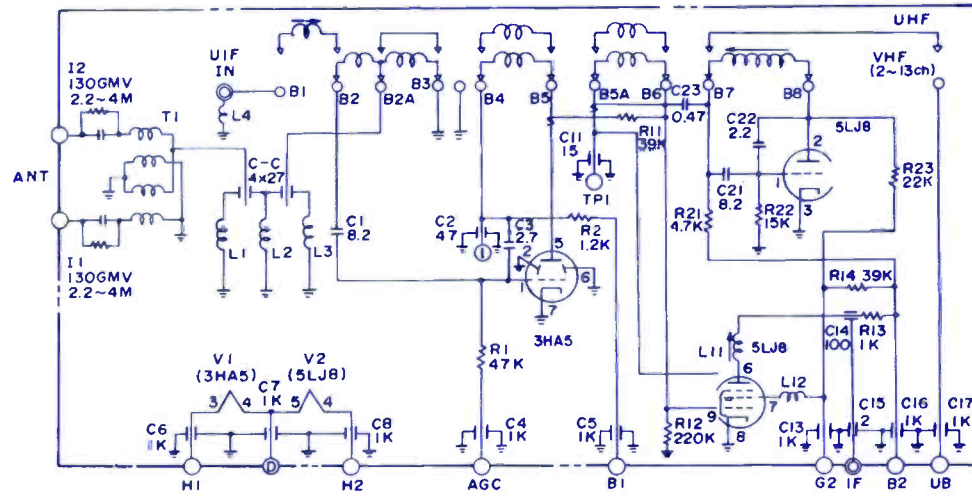 UHF
VHF
(2~13ch)
UIF
IN
B1
I2
130GMV
2.2~4M
T1
L4
B2
B2A
B3
B4
B5
B5A
B6
C23
0.47
B7
B8
ANT
C-C
4x27
C1
8.2
L1
L2
L3
I1
130GMV
2.2~4M
C2
47
1
C3
2.7
R2
1.2K
C11
15
TP1
R11
39K
C22
2.2
5LJ8
2
1
3
C21
8.2
R21
4.7K
R22
15K
R23
22K
5
2
1
6
7
3HA5
R14 39K
C14
100
R13
1K
L11
5LJ8
6
L12
7
9
8
R1
47K
V1
(3HA5)
V2
(5LJ8)
C7
1K
3
4
5
4
C6
1K
C8
1K
C4
1K
C5
1K
R12
220K
C13
1K
C15
2
C16
1K
C17
1K
H1
D
H2
AGC
B1
G2
IF
B2
UB